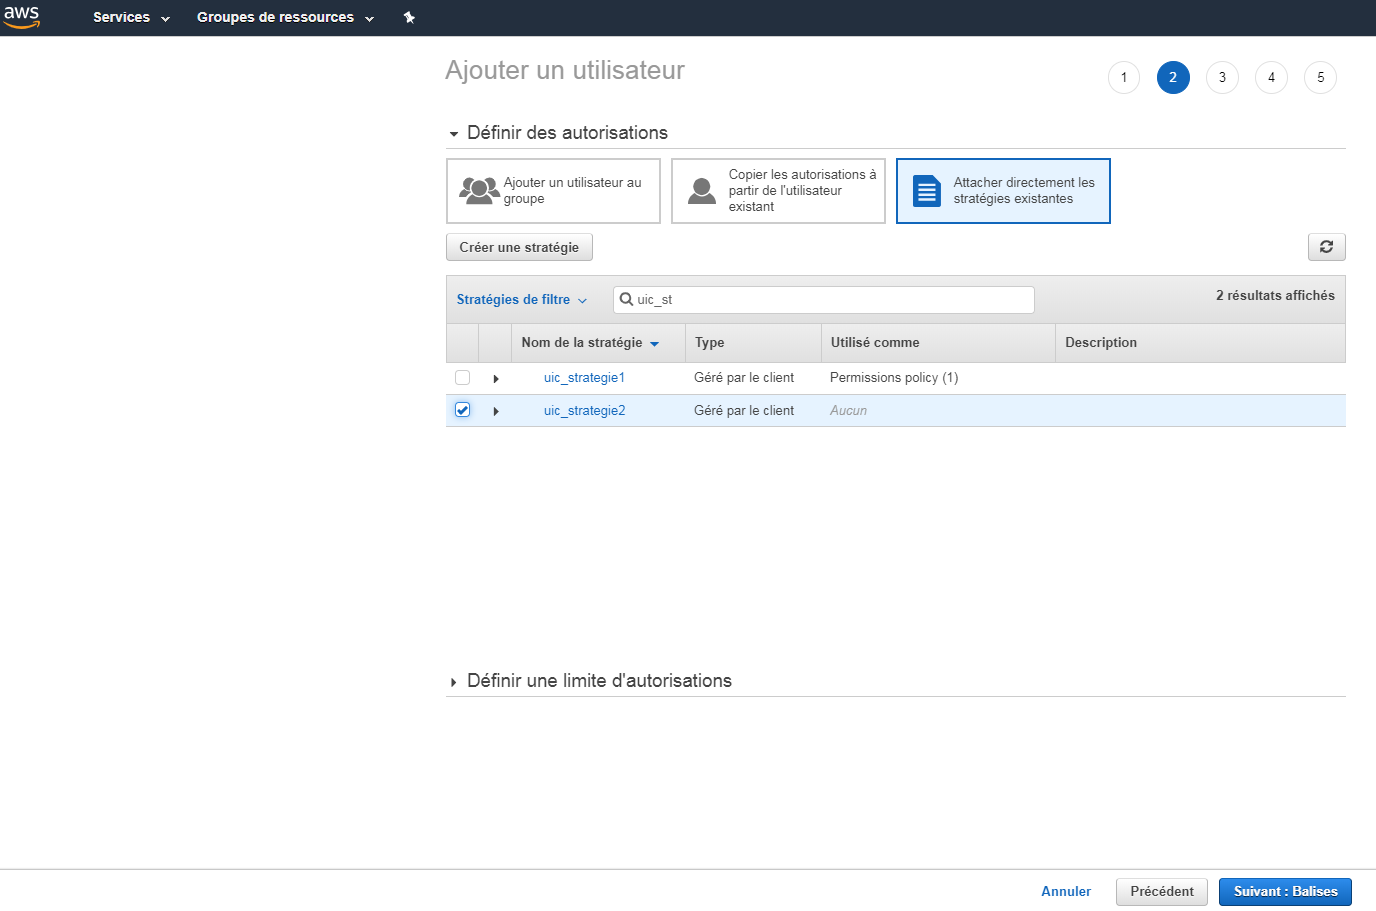 aws Services Groupes de ressources
Ajouter un utilisateur
1 2 3 4 5
Définir des autorisations
Ajouter un utilisateur au
groupe
Copier les autorisations à
partir de l'utilisateur
existant
Attacher directement les
stratégies existantes
Créer une stratégie
Stratégies de filtre uic_st 2 résultats affichés
Nom de la stratégie Type Utilisé comme Description
uic_strategie1 Géré par le client Permissions policy (1)
uic_strategie2 Géré par le client Aucun
Définir une limite d'autorisations
Annuler Précédent Suivant : Balises